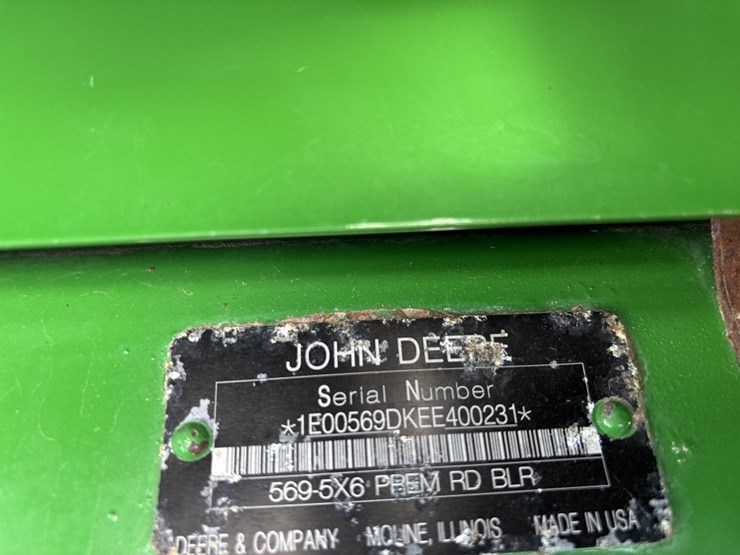 JOHN DEERE
Serial Number
*1E00569DKEE400231*
569-5X6 PREM RD BLR
DEERE & COMPANY MOLINE, ILLINOIS MADE IN USA